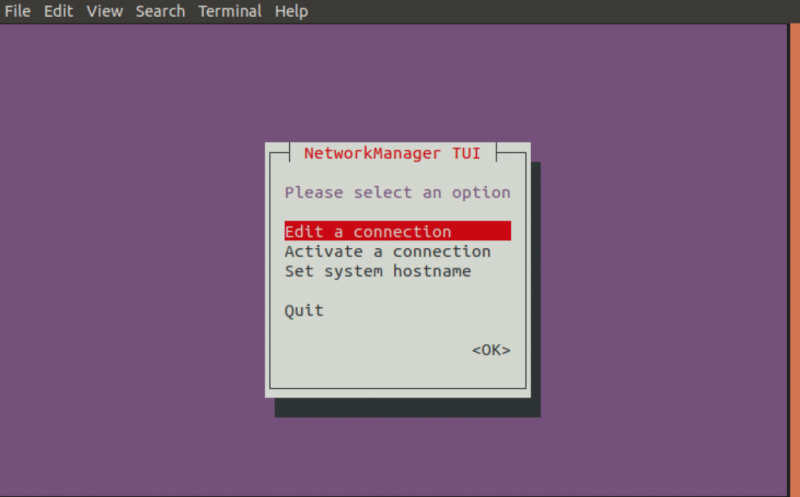 File Edit View Search Terminal Help
NetworkManager TUI
Please select an option
Edit a connection
Activate a connection
Set system hostname
Quit
<OK>